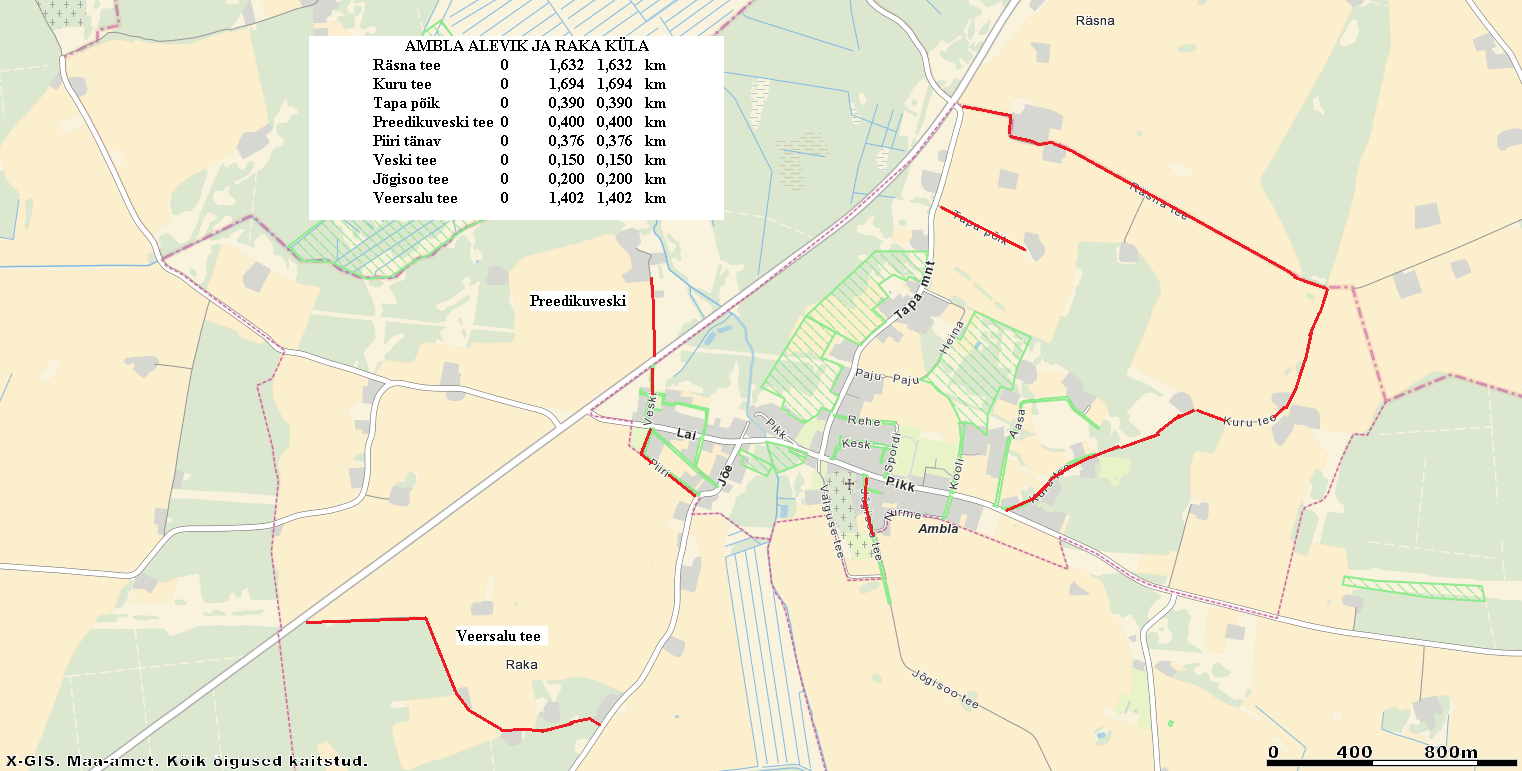 Räsna
AMBLA ALEVIK JA RAKA KÜLA
Räsna tee 0 1,632 1,632 km
Kuru tee 0 1,694 1,694 km
Tapa põik 0 0,390 0,390 km
Preedikuveski tee 0 0,400 0,400 km
Piiri tänav 0 0,376 0,376 km
Veski tee 0 0,150 0,150 km
Jõgisoo tee 0 0,200 0,200 km
Veersalu tee 0 1,402 1,402 km
Räsna tee
Tapa põik
Tapa mnt
Preedikuveski
Heina
Paju Paju
Veski
Lai
Pikk
Rehe
Kesk
Spordi
Aasa
Kuru tee
Kooli
Piiri
Jõe
Pikk
Kuru tee
Välguse tee
Jõgisoo tee
Nurme
Ambla
Veersalu tee
Raka
Jõgisoo tee
0 400 800m
X-GIS. Maa-amet. Kõik õigused kaitstud.